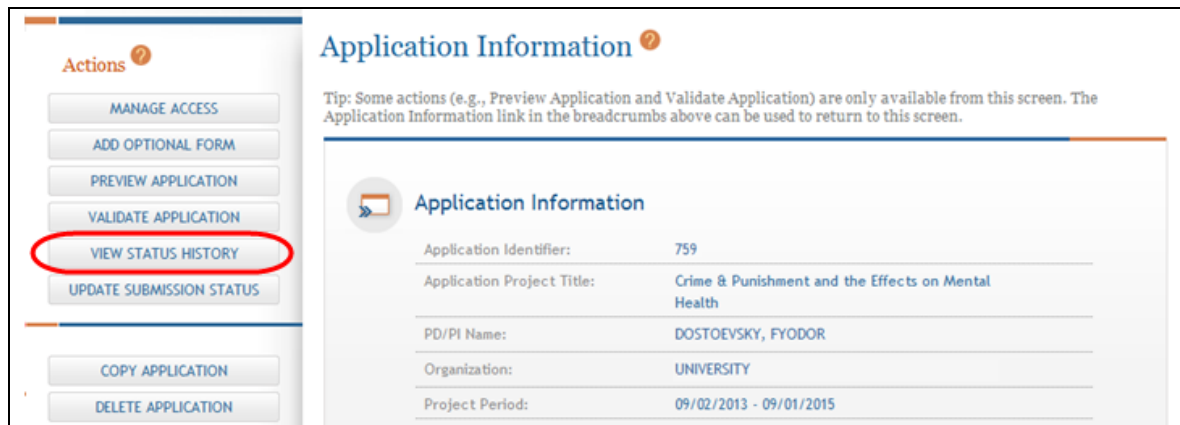 Actions ?
MANAGE ACCESS
ADD OPTIONAL FORM
PREVIEW APPLICATION
VALIDATE APPLICATION
VIEW STATUS HISTORY
UPDATE SUBMISSION STATUS
COPY APPLICATION
DELETE APPLICATION
Application Information ?
Tip: Some actions (e.g., Preview Application and Validate Application) are only available from this screen. The
Application Information link in the breadcrumbs above can be used to return to this screen.
Application Information
Application Identifier: 759
Application Project Title: Crime & Punishment and the Effects on Mental
Health
PD/PI Name: DOSTOEVSKY, FYODOR
Organization: UNIVERSITY
Project Period: 09/02/2013 - 09/01/2015